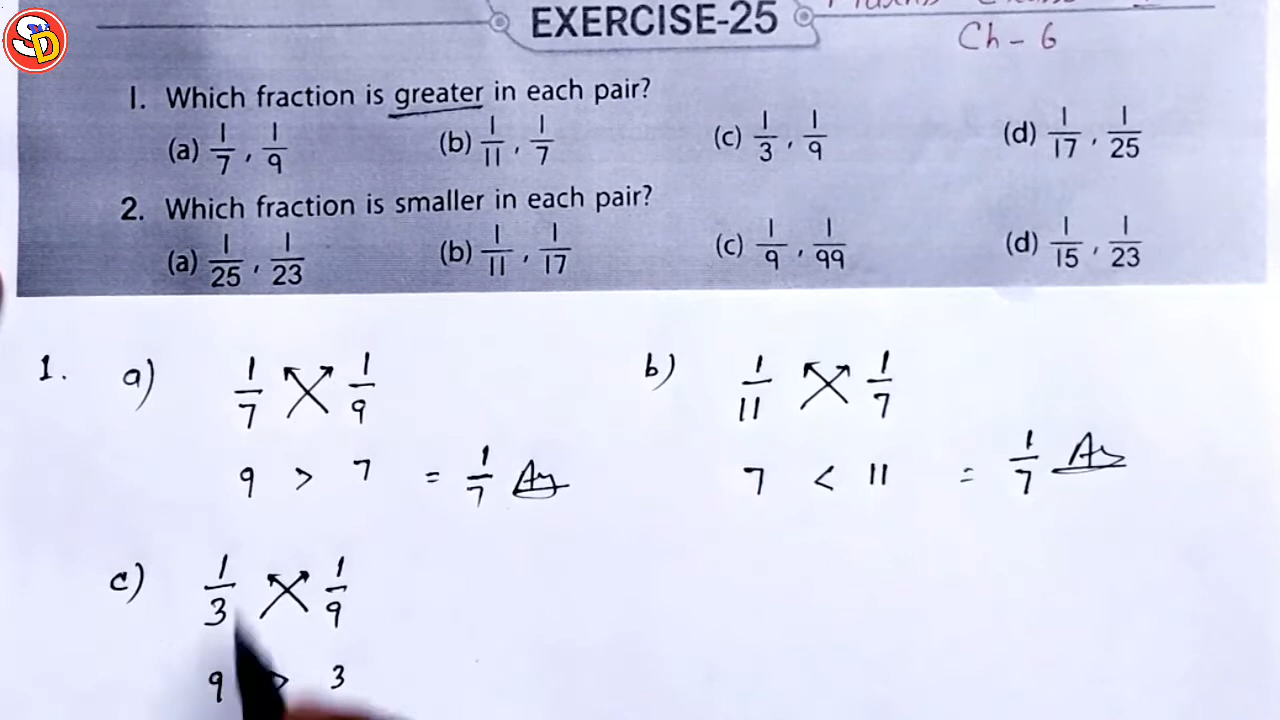 SD
EXERCISE-25
Ch - 6
1. Which fraction is greater in each pair?
(a) 1/7 , 1/9 (b) 1/11 , 1/7 (c) 1/3 , 1/9 (d) 1/17 , 1/25
2. Which fraction is smaller in each pair?
(a) 1/25 , 1/23 (b) 1/11 , 1/17 (c) 1/9 , 1/99 (d) 1/15 , 1/23
1. a) 1/7 1/9 b) 1/11 1/7
9 > 7 = 1/7 Ans 7 < 11 = 1/7 Ans
c) 1/3 1/9
9 > 3